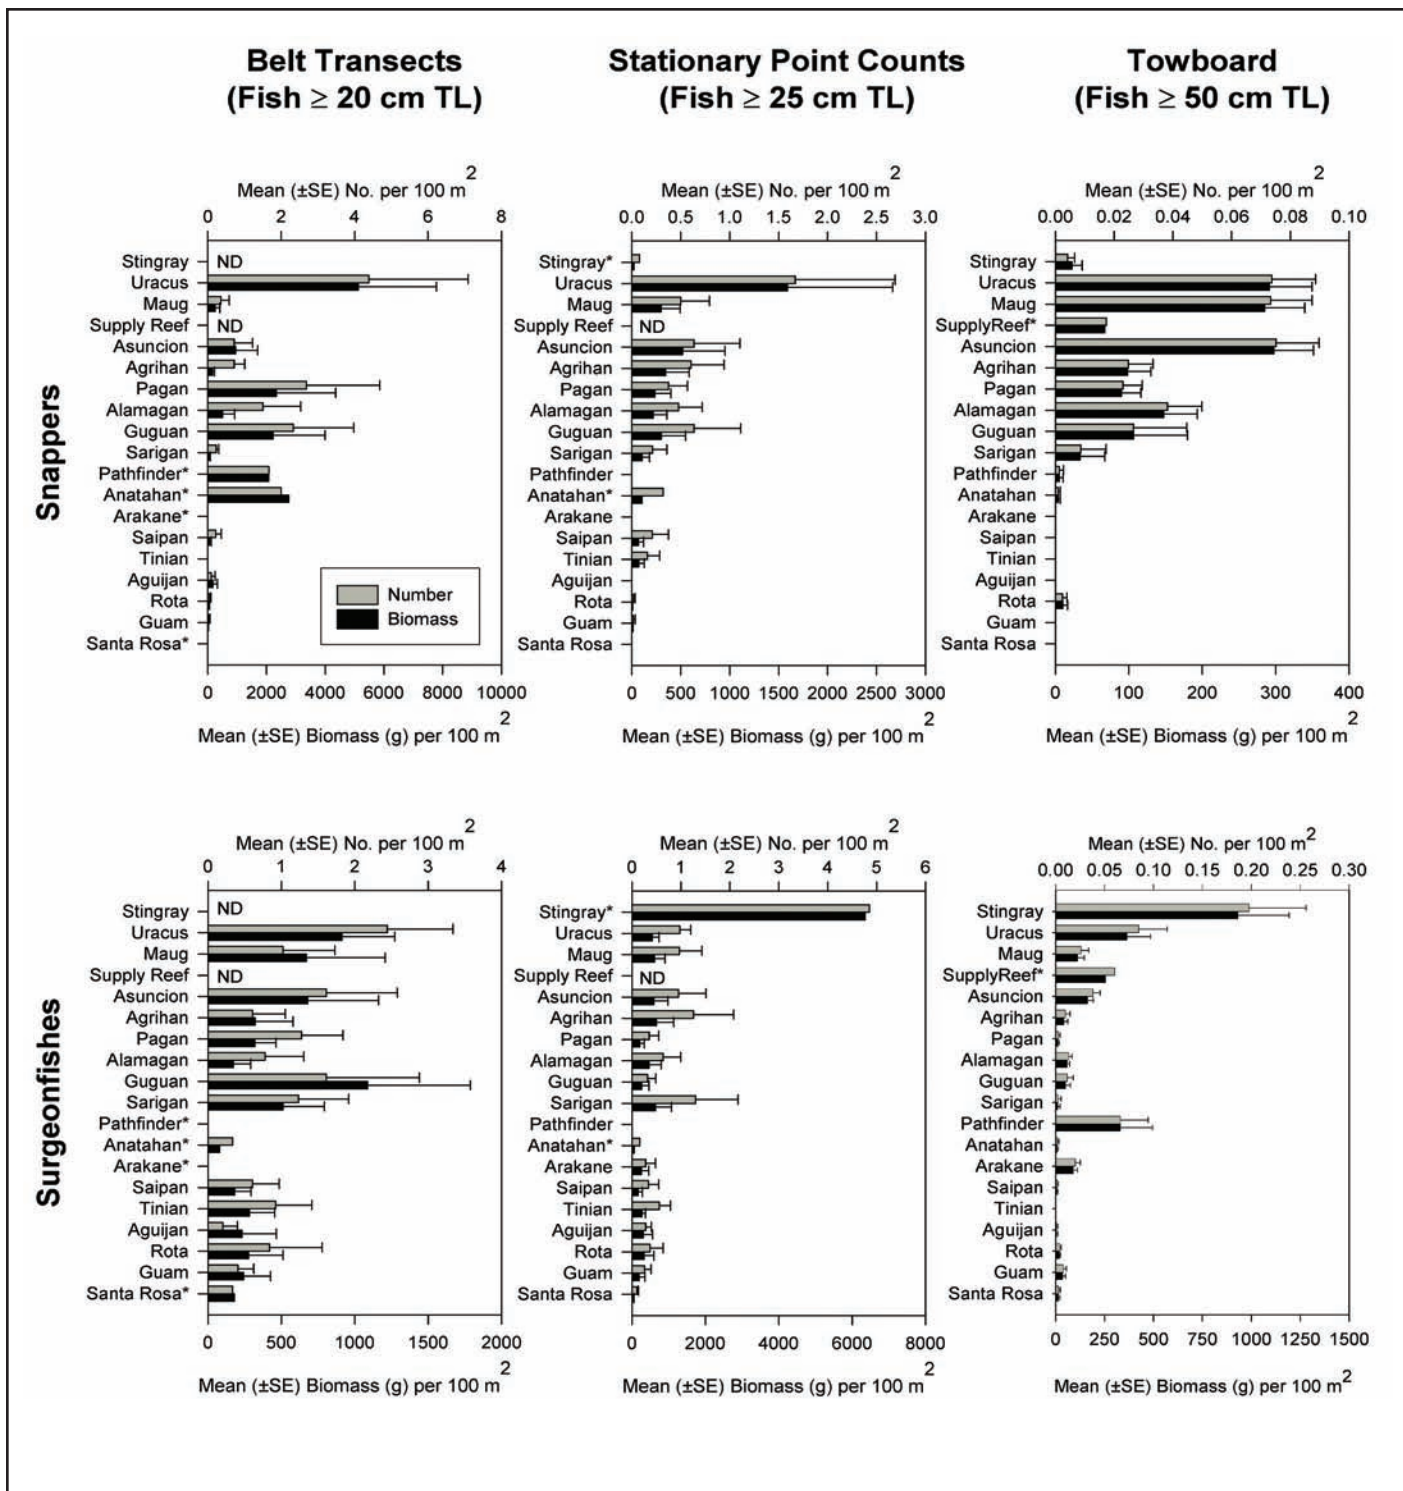 Belt Transects
(Fish ≥ 20 cm TL)
Stationary Point Counts
(Fish ≥ 25 cm TL)
Towboard
(Fish ≥ 50 cm TL)
Snappers
Mean (±SE) No. per 100 m²
0 2 4 6 8
Stingray ND
Uracus
Maug
Supply Reef ND
Asuncion
Agrihan
Pagan
Alamagan
Guguan
Sarigan
Pathfinder*
Anatahan*
Arakane*
Saipan
Tinian
Aguijan
Rota
Guam
Santa Rosa*
Number
Biomass
0 2000 4000 6000 8000 10000
Mean (±SE) Biomass (g) per 100 m²
Mean (±SE) No. per 100 m²
0.0 0.5 1.0 1.5 2.0 2.5 3.0
Stingray*
Uracus
Maug
Supply Reef ND
Asuncion
Agrihan
Pagan
Alamagan
Guguan
Sarigan
Pathfinder
Anatahan*
Arakane
Saipan
Tinian
Aguijan
Rota
Guam
Santa Rosa
0 500 1000 1500 2000 2500 3000
Mean (±SE) Biomass (g) per 100 m²
Mean (±SE) No. per 100 m²
0.00 0.02 0.04 0.06 0.08 0.10
Stingray
Uracus
Maug
SupplyReef*
Asuncion
Agrihan
Pagan
Alamagan
Guguan
Sarigan
Pathfinder
Anatahan
Arakane
Saipan
Tinian
Aguijan
Rota
Guam
Santa Rosa
0 100 200 300 400
Mean (±SE) Biomass (g) per 100 m²
Surgeonfishes
Mean (±SE) No. per 100 m²
0 1 2 3 4
Stingray ND
Uracus
Maug
Supply Reef ND
Asuncion
Agrihan
Pagan
Alamagan
Guguan
Sarigan
Pathfinder*
Anatahan*
Arakane*
Saipan
Tinian
Aguijan
Rota
Guam
Santa Rosa*
0 500 1000 1500 2000
Mean (±SE) Biomass (g) per 100 m²
Mean (±SE) No. per 100 m²
0 1 2 3 4 5 6
Stingray*
Uracus
Maug
Supply Reef ND
Asuncion
Agrihan
Pagan
Alamagan
Guguan
Sarigan
Pathfinder
Anatahan*
Arakane
Saipan
Tinian
Aguijan
Rota
Guam
Santa Rosa
0 2000 4000 6000 8000
Mean (±SE) Biomass (g) per 100 m²
Mean (±SE) No. per 100 m²
0.00 0.05 0.10 0.15 0.20 0.25 0.30
Stingray
Uracus
Maug
SupplyReef*
Asuncion
Agrihan
Pagan
Alamagan
Guguan
Sarigan
Pathfinder
Anatahan
Arakane
Saipan
Tinian
Aguijan
Rota
Guam
Santa Rosa
0 250 500 750 1000 1250 1500
Mean (±SE) Biomass (g) per 100 m²